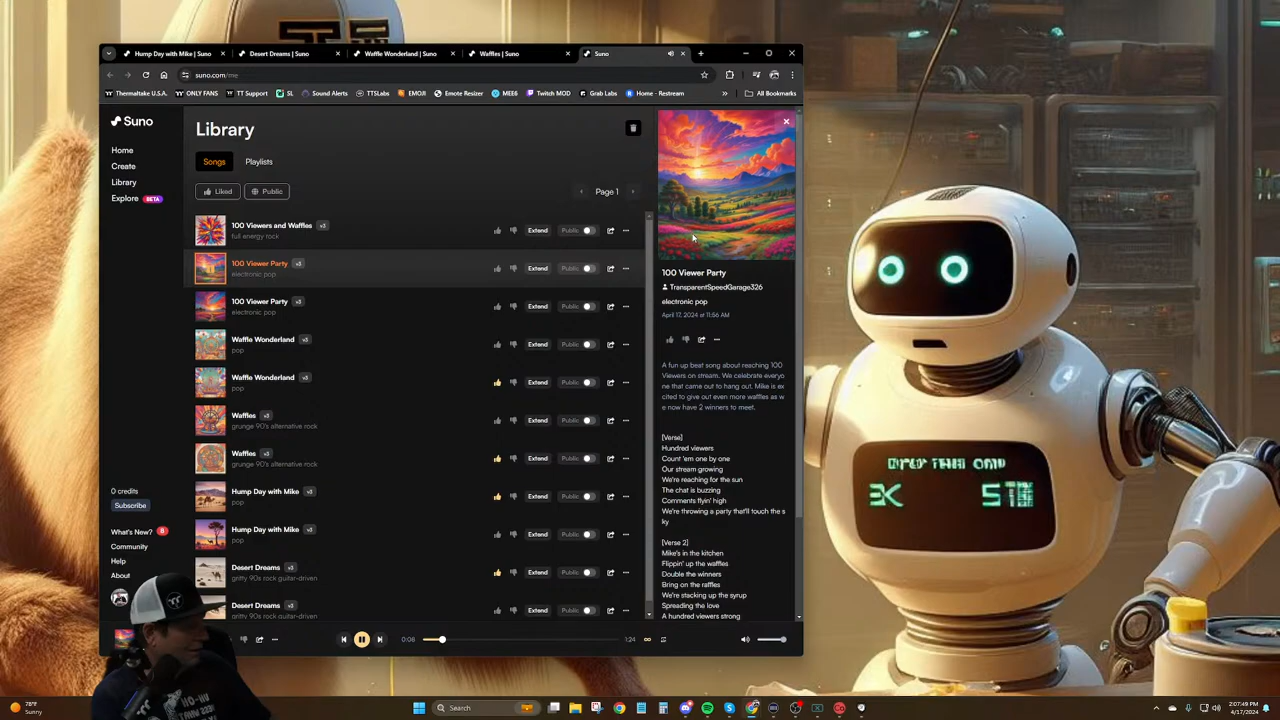 Hump Day with Mike | Suno
Desert Dreams | Suno
Waffle Wonderland | Suno
Waffles | Suno
Suno
suno.com/me
Thermaltake U.S.A.
ONLY FANS
TT Support
SL
Sound Alerts
TTSLabs
EMOJI
Emote Resizer
MEE6
Twitch MOD
Grab Labs
Home - Restream
All Bookmarks
Suno
Home
Create
Library
Explore BETA
0 credits
Subscribe
What's New? 8
Community
Help
About
Library
Songs
Playlists
Liked
Public
Page 1
100 Viewers and Waffles v3
full energy rock
Extend
Public
100 Viewer Party v3
electronic pop
Extend
Public
100 Viewer Party v3
electronic pop
Extend
Public
Waffle Wonderland v3
pop
Extend
Public
Waffle Wonderland v3
pop
Extend
Public
Waffles v3
grunge 90's alternative rock
Extend
Public
Waffles v3
grunge 90's alternative rock
Extend
Public
Hump Day with Mike v3
pop
Extend
Public
Hump Day with Mike v3
pop
Extend
Public
Desert Dreams v3
gritty 90s rock guitar-driven
Extend
Public
Desert Dreams v3
gritty 90s rock guitar-driven
Extend
Public
100 Viewer Party
TransparentSpeedGarage326
electronic pop
April 17, 2024 at 11:56 AM
A fun up beat song about reaching 100
Viewers on stream. We celebrate everyo
ne that came out to hang out. Mike is ex
cited to give out even more waffles as w
e now have 2 winners to meet.
[Verse]
Hundred viewers
Count 'em one by one
Our stream growing
We're reaching for the sun
The chat is buzzing
Comments flyin' high
We're throwing a party that'll touch the s
ky
[Verse 2]
Mike's in the kitchen
Flippin' up the waffles
Double the winners
Bring on the raffles
We're stacking up the syrup
Spreading the love
A hundred viewers strong
0:08
1:24
78°F
Sunny
Search
2:07:49 PM
4/17/2024